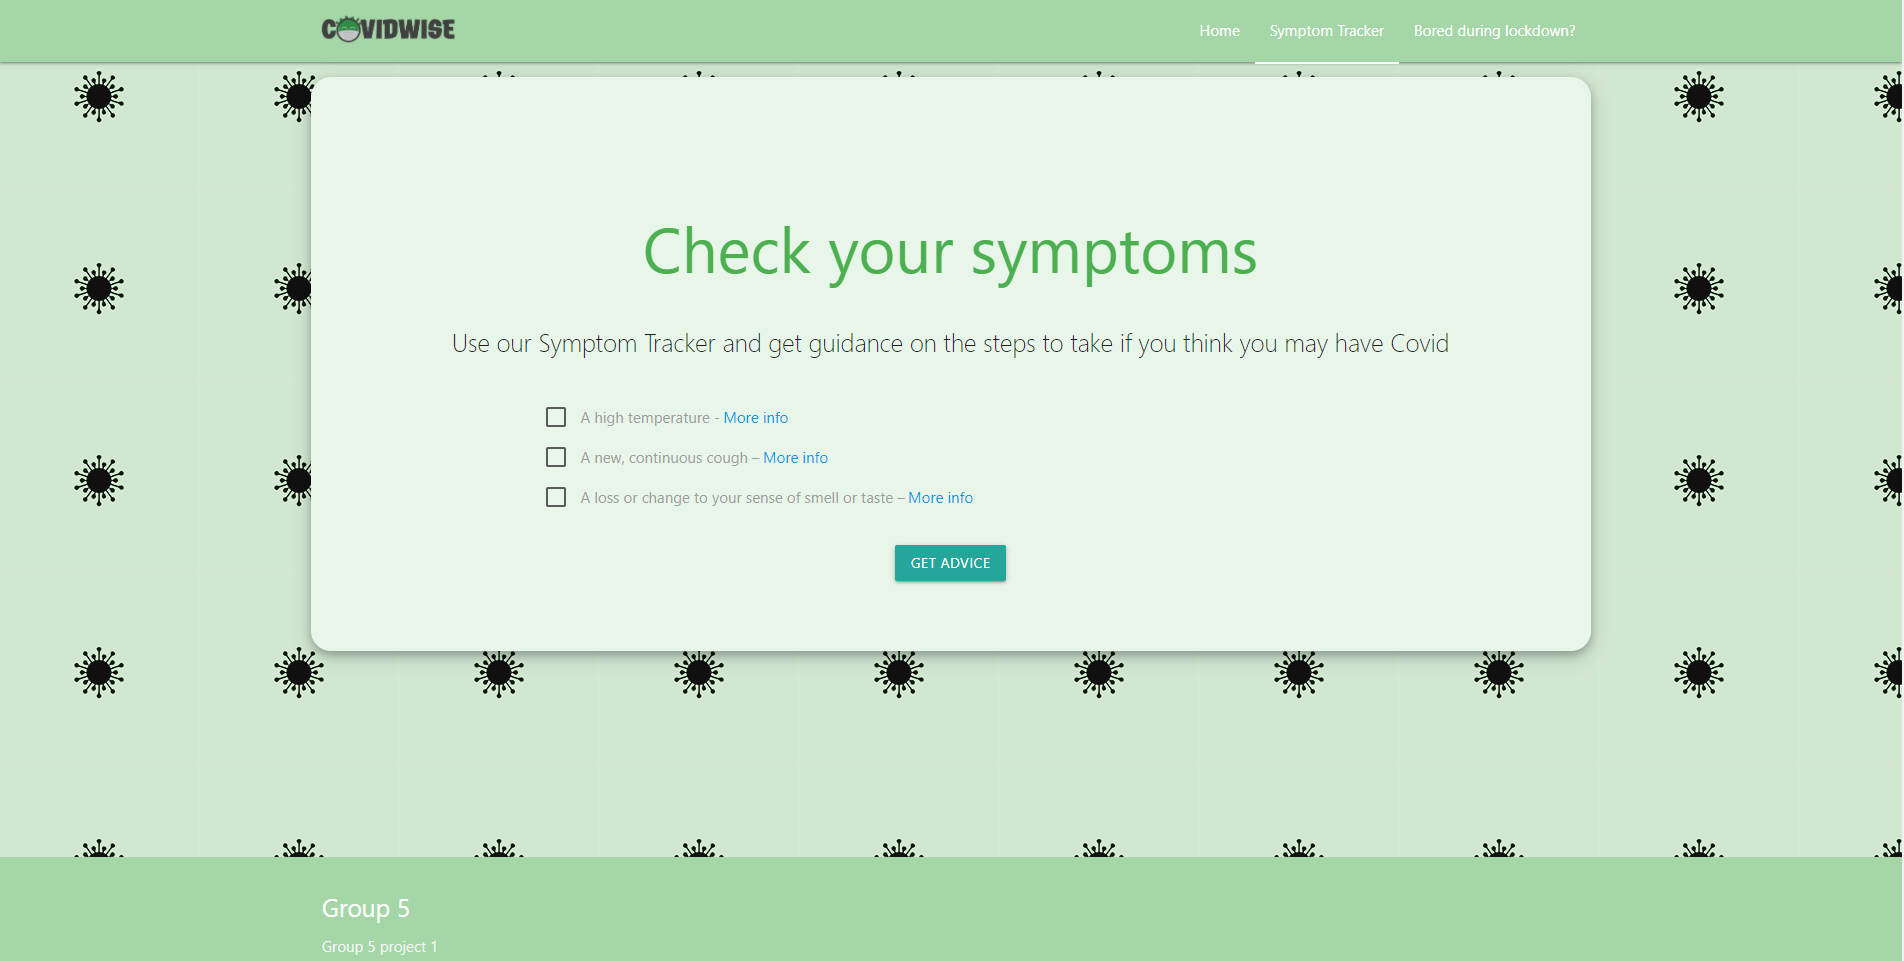 COVIDWISE
Home
Symptom Tracker
Bored during lockdown?
Check your symptoms
Use our Symptom Tracker and get guidance on the steps to take if you think you may have Covid
A high temperature - More info
A new, continuous cough – More info
A loss or change to your sense of smell or taste – More info
GET ADVICE
Group 5
Group 5 project 1